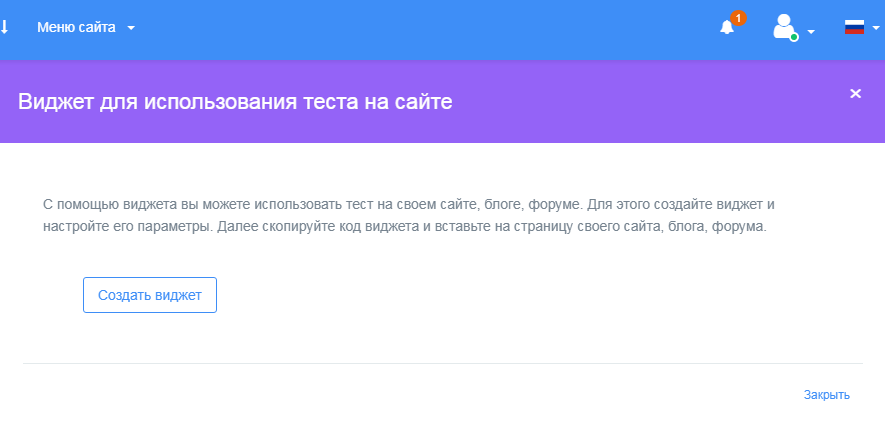 Меню сайта
1
Виджет для использования теста на сайте
С помощью виджета вы можете использовать тест на своем сайте, блоге, форуме. Для этого создайте виджет и
настройте его параметры. Далее скопируйте код виджета и вставьте на страницу своего сайта, блога, форума.
Создать виджет
Закрыть